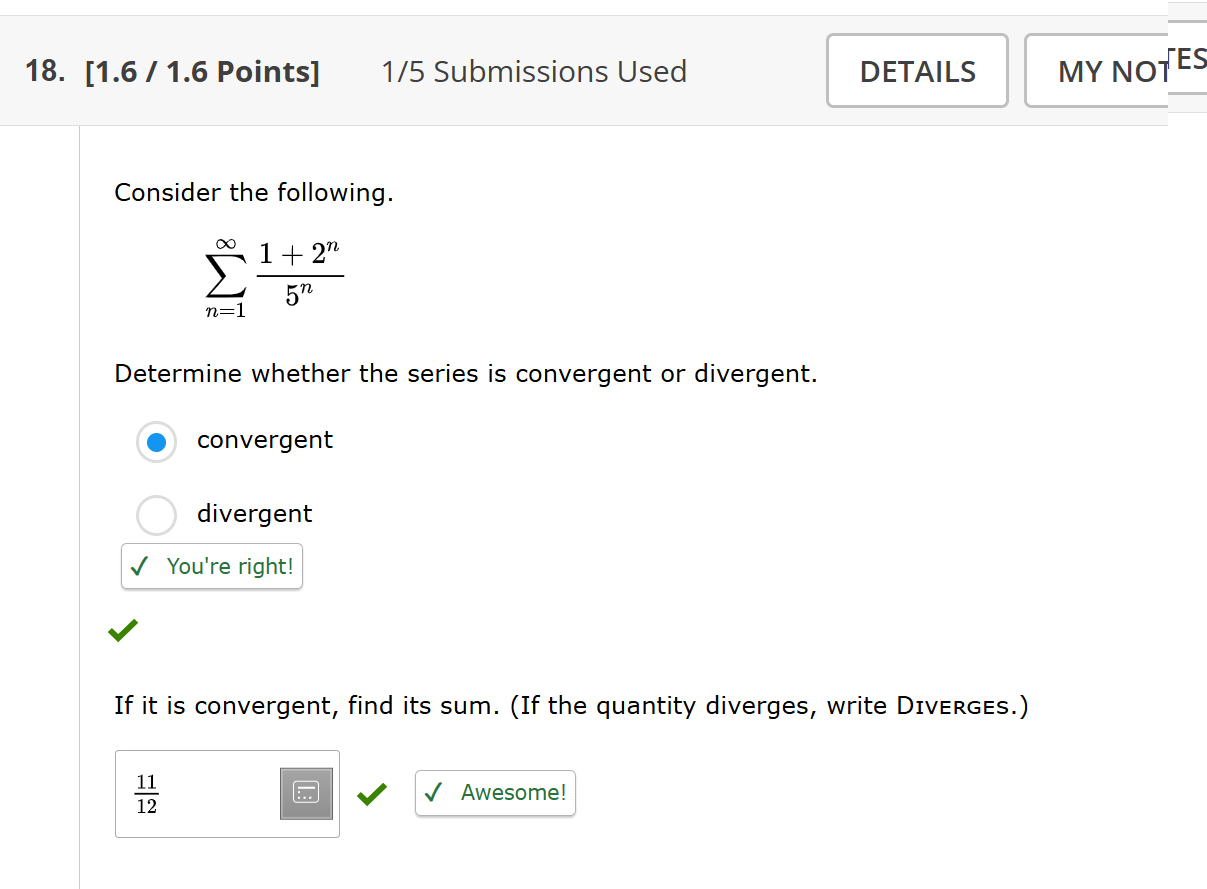 18. [1.6 / 1.6 Points] 1/5 Submissions Used DETAILS MY NOTES
Consider the following.
∞
∑ (1 + 2ⁿ)/5ⁿ
n=1
Determine whether the series is convergent or divergent.
convergent
divergent
✓ You're right!
If it is convergent, find its sum. (If the quantity diverges, write DIVERGES.)
11/12 ✓ Awesome!